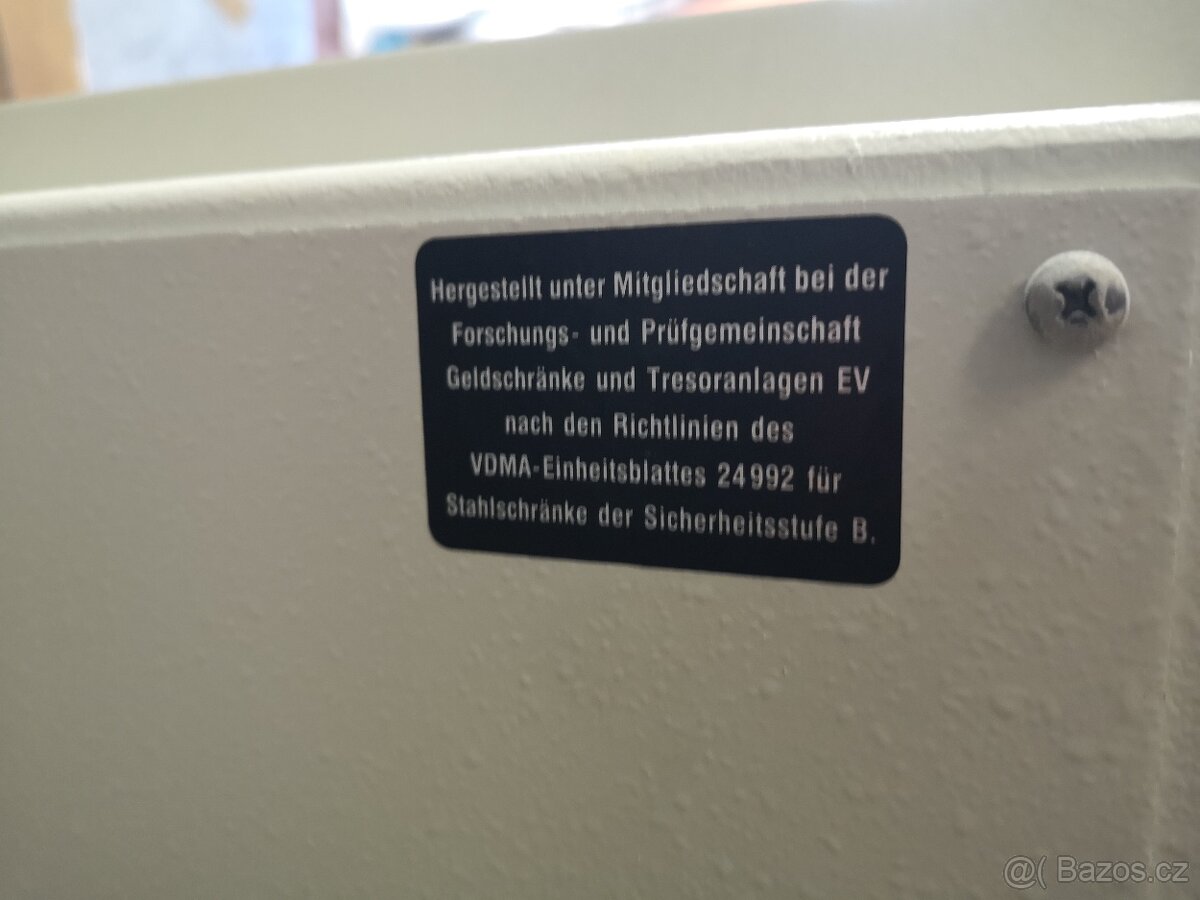 Hergestellt unter Mitgliedschaft bei der
Forschungs- und Prüfgemeinschaft
Geldschränke und Tresoranlagen EV
nach den Richtlinien des
VDMA-Einheitsblattes 24992 für
Stahlschränke der Sicherheitsstufe B.
@( Bazos.cz